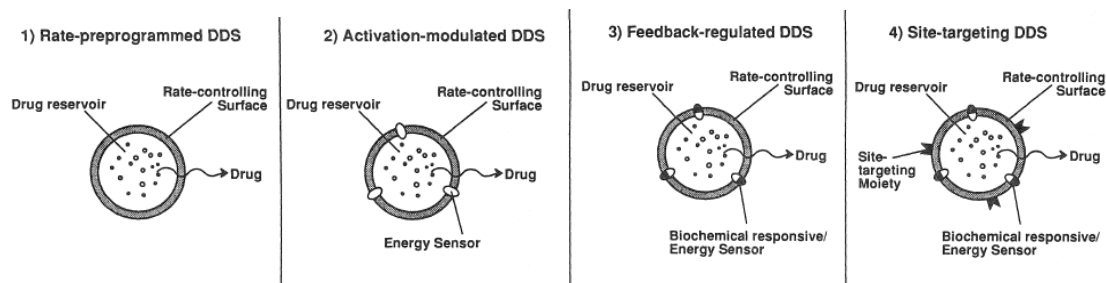 1) Rate-preprogrammed DDS
Drug reservoir
Rate-controlling
Surface
Drug
2) Activation-modulated DDS
Drug reservoir
Rate-controlling
Surface
Drug
Energy Sensor
3) Feedback-regulated DDS
Drug reservoir
Rate-controlling
Surface
Drug
Biochemical responsive/
Energy Sensor
4) Site-targeting DDS
Drug reservoir
Rate-controlling
Surface
Site-
targeting
Moiety
Drug
Biochemical responsive/
Energy Sensor